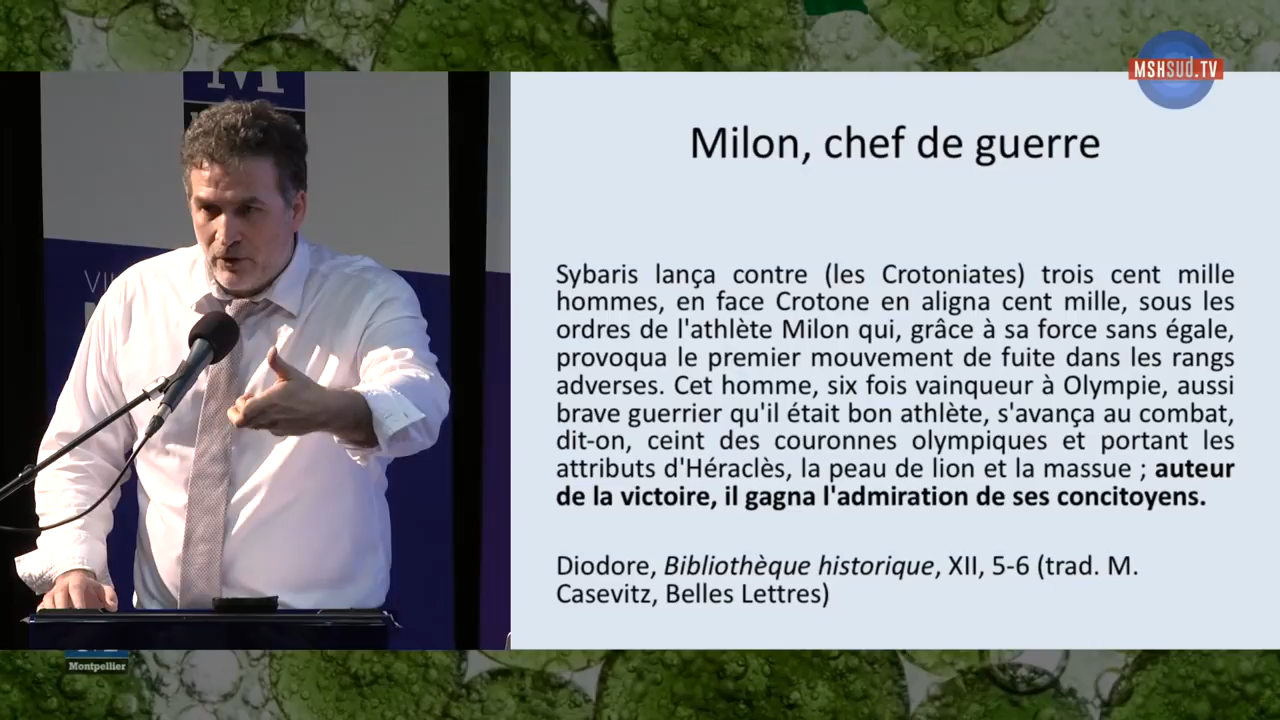 MSHSUD.TV
Milon, chef de guerre
Sybaris lança contre (les Crotoniates) trois cent mille
hommes, en face Crotone en aligna cent mille, sous les
ordres de l'athlète Milon qui, grâce à sa force sans égale,
provoqua le premier mouvement de fuite dans les rangs
adverses. Cet homme, six fois vainqueur à Olympie, aussi
brave guerrier qu'il était bon athlète, s'avança au combat,
dit-on, ceint des couronnes olympiques et portant les
attributs d'Héraclès, la peau de lion et la massue ; auteur
de la victoire, il gagna l'admiration de ses concitoyens.
Diodore, Bibliothèque historique, XII, 5-6 (trad. M.
Casevitz, Belles Lettres)
Montpellier